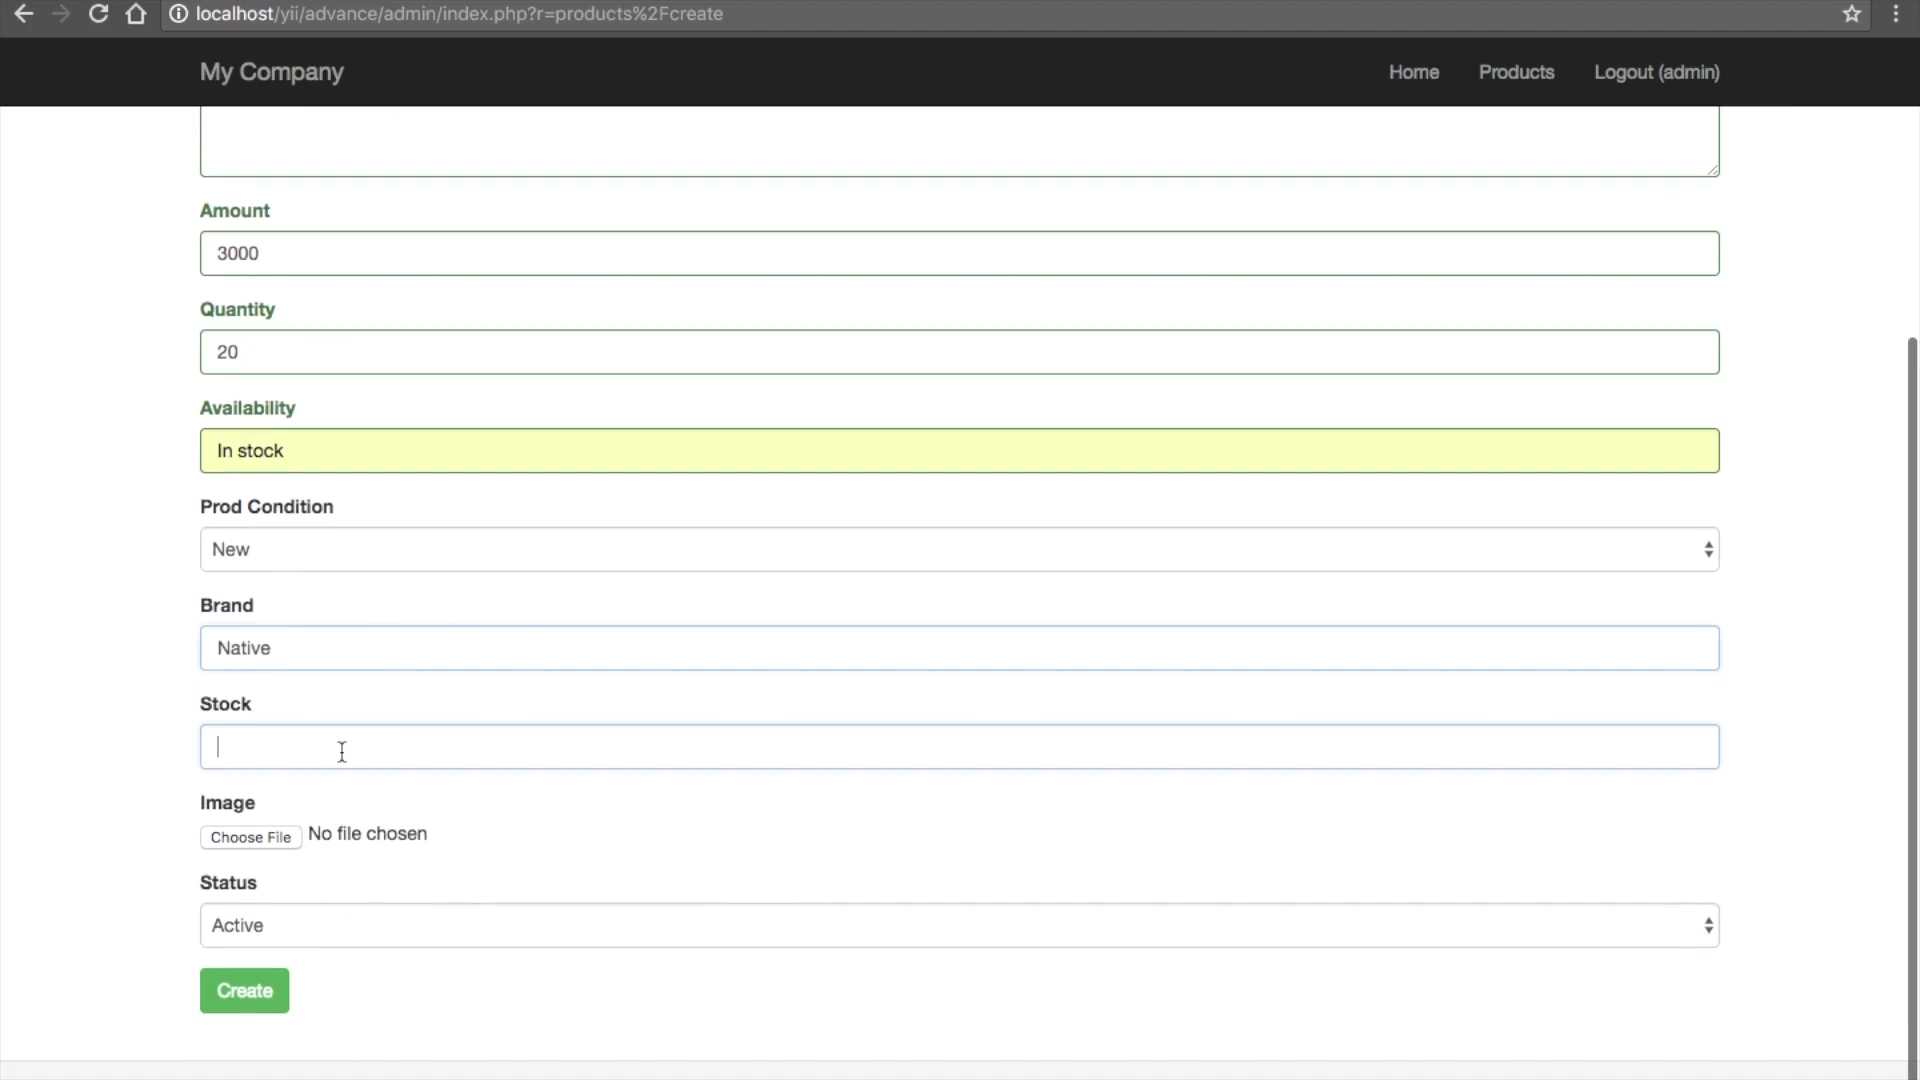 localhost/yii/advance/admin/index.php?r=products%2Fcreate
My Company
Home Products Logout (admin)
Amount
3000
Quantity
20
Availability
In stock
Prod Condition
New
Brand
Native
Stock
Image
Choose File No file chosen
Status
Active
Create